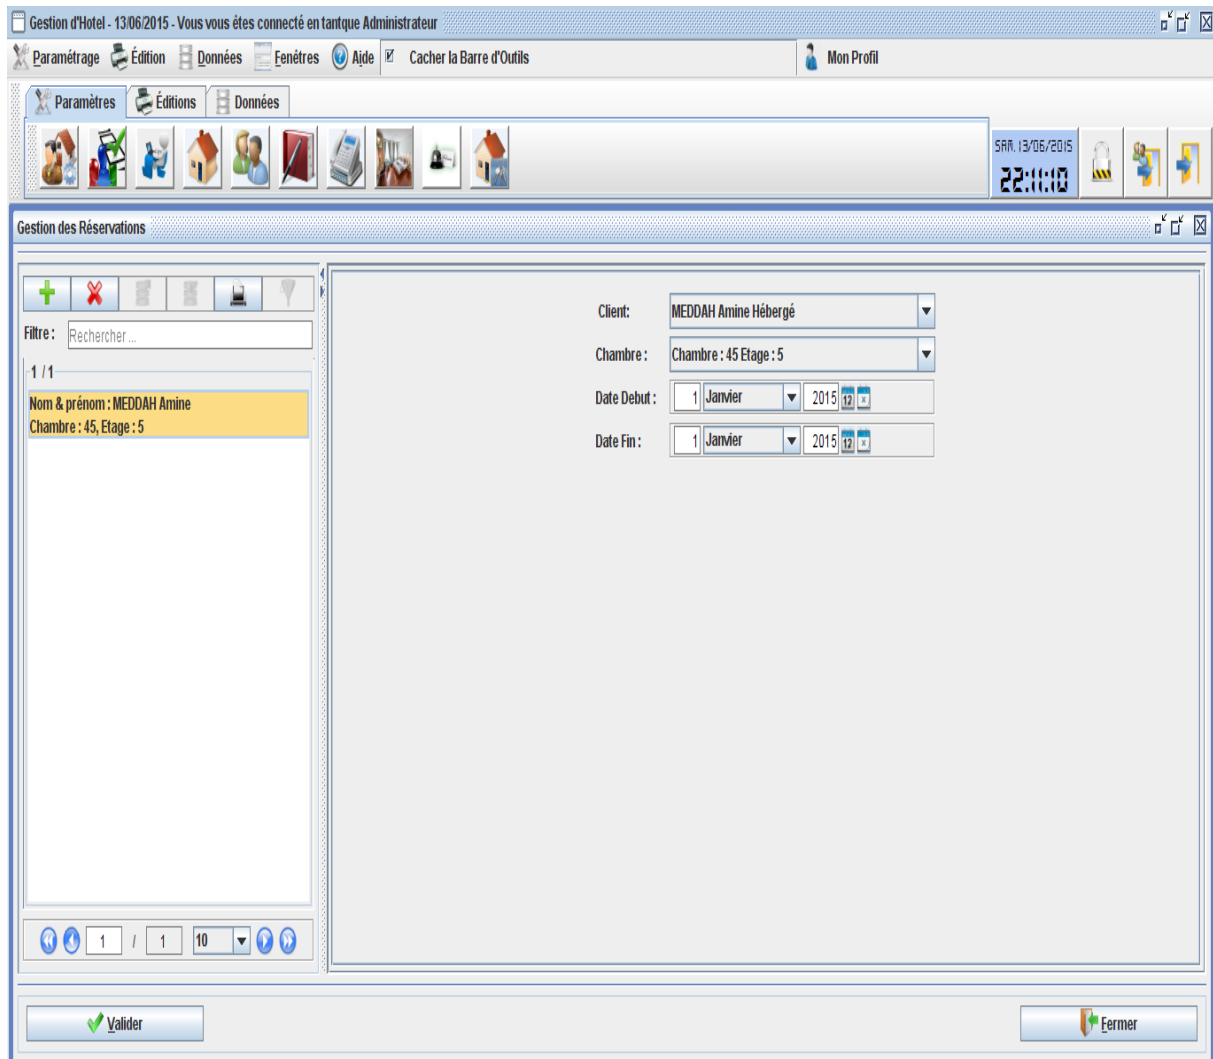 Gestion d'Hotel - 13/06/2015 - Vous vous êtes connecté en tantque Administrateur
Paramétrage Édition Données Fenêtres Aide Cacher la Barre d'Outils Mon Profil
Paramètres Éditions Données
SAM. 13/06/2015
22:11:10
Gestion des Réservations
Filtre : Rechercher ...
1 / 1
Nom & prénom : MEDDAH Amine
Chambre : 45, Etage : 5
Client: MEDDAH Amine Hébergé
Chambre : Chambre : 45 Etage : 5
Date Debut : 1 Janvier 2015 12
Date Fin : 1 Janvier 2015 12
1 / 1 10
Valider Fermer